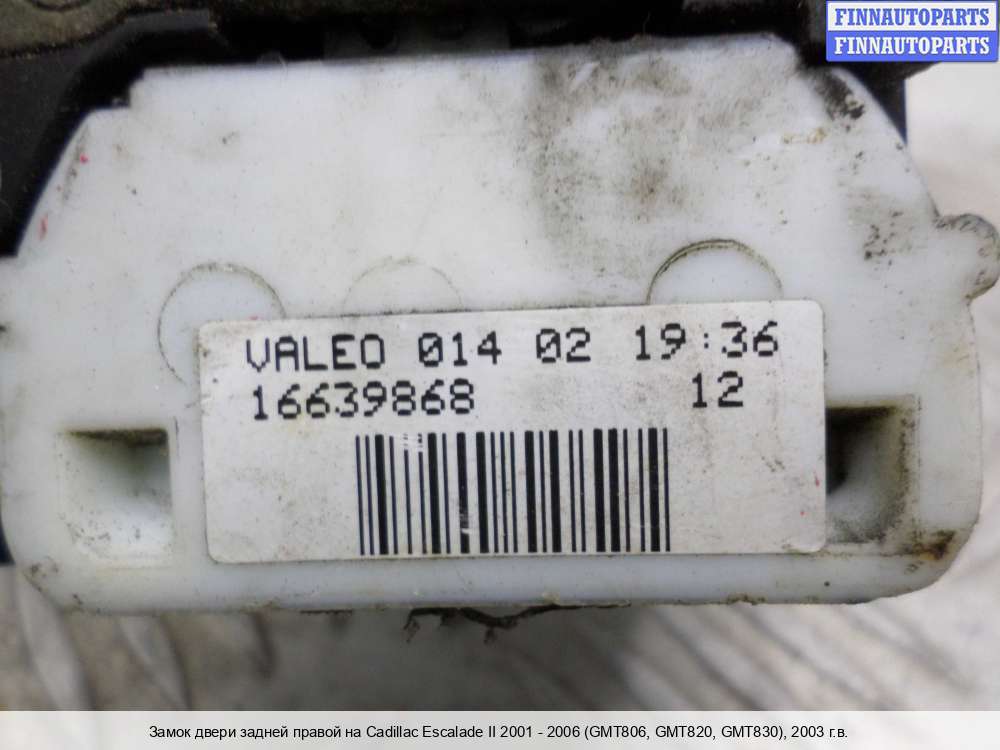 FINNAUTOPARTS
FINNAUTOPARTS
VALEO 014 02 19:36
16639868 12
Замок двери задней правой на Cadillac Escalade II 2001 - 2006 (GMT806, GMT820, GMT830), 2003 г.в.